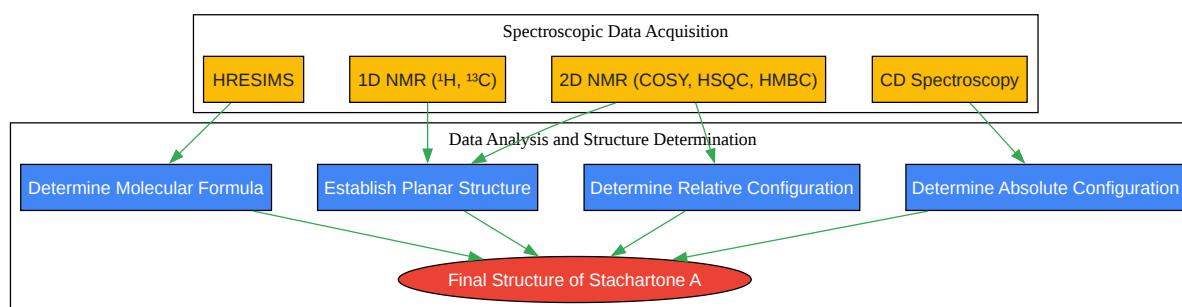 Spectroscopic Data Acquisition
HRESIMS
1D NMR (¹H, ¹³C)
2D NMR (COSY, HSQC, HMBC)
CD Spectroscopy
Data Analysis and Structure Determination
Determine Molecular Formula
Establish Planar Structure
Determine Relative Configuration
Determine Absolute Configuration
Final Structure of Stachartone A